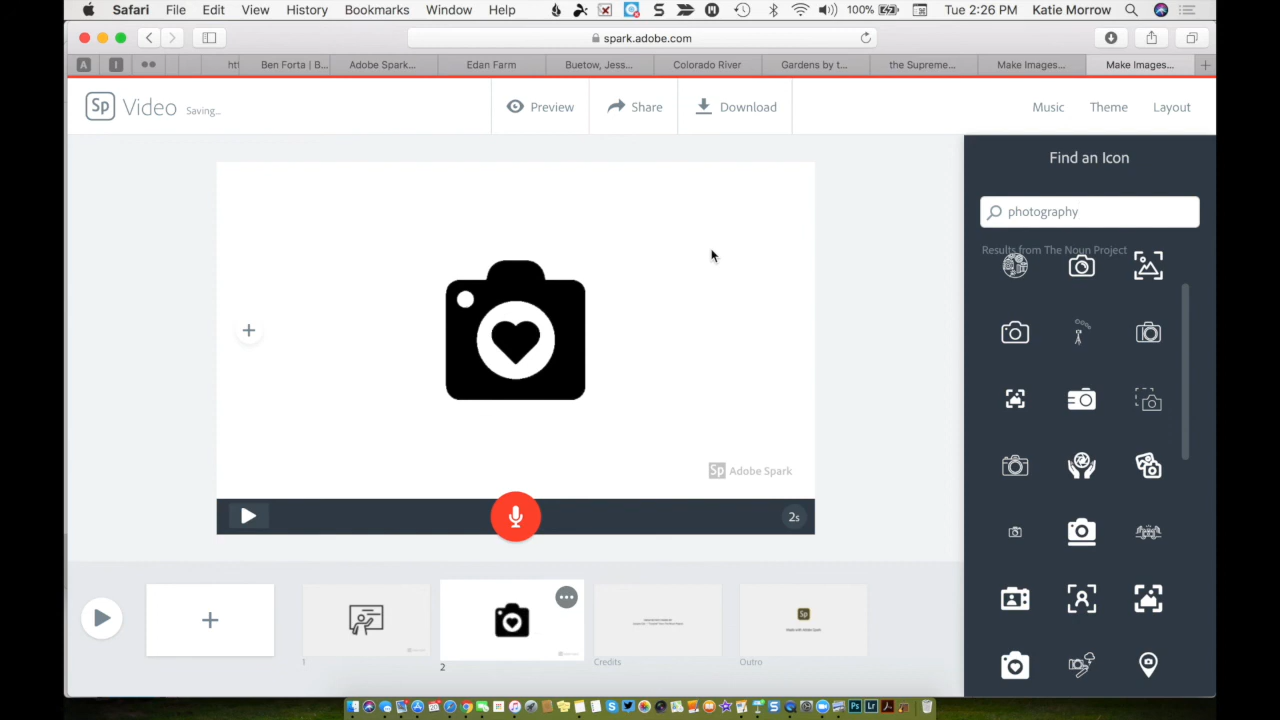 Safari File Edit View History Bookmarks Window Help 100% Tue 2:26 PM Katie Morrow
spark.adobe.com
A I htt Ben Forta | B... Adobe Spark... Edan Farm Buetow, Jess... Colorado River Gardens by t... the Supreme... Make Images... Make Images...
Sp Video Saving... Preview Share Download Music Theme Layout
Find an Icon
photography
Results from The Noun Project
Sp Adobe Spark
2s
1
2
Credits
Outro